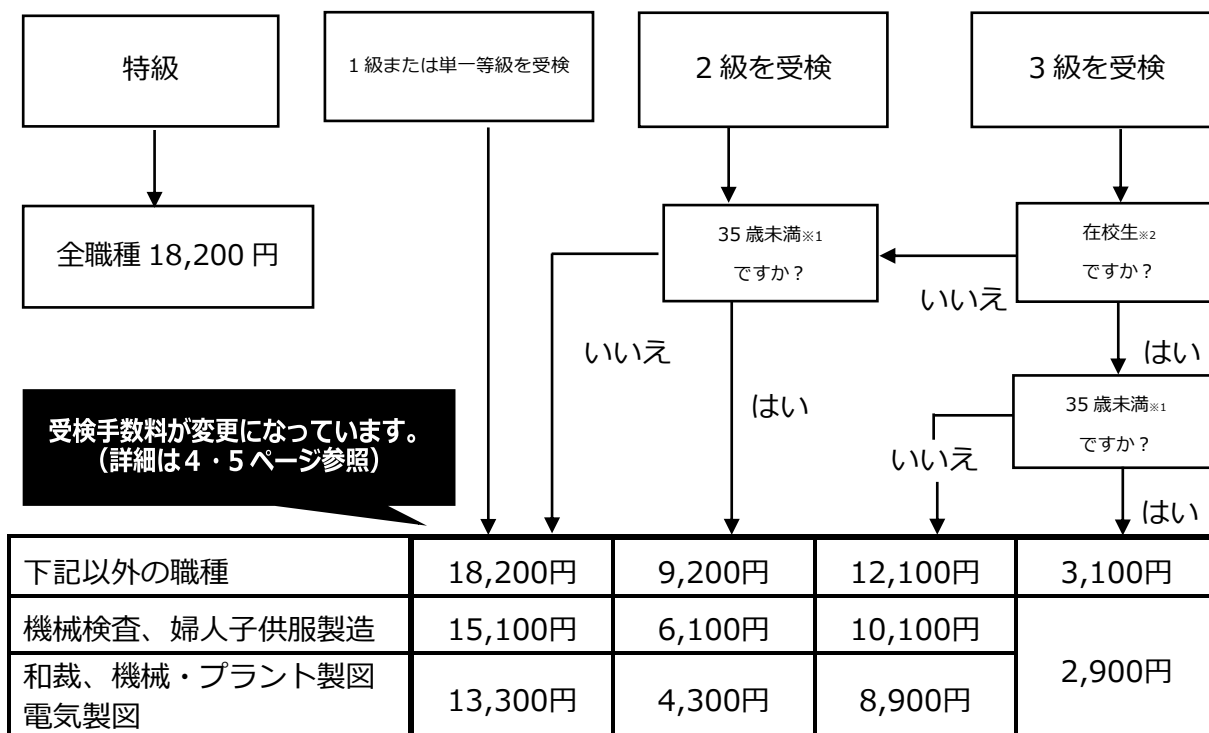 特級
1級または単一等級を受検
2級を受検
3級を受検
全職種 18,200 円
35 歳未満※1
ですか？
在校生※2
ですか？
いいえ
いいえ
はい
はい
35 歳未満※1
ですか？
いいえ
はい
受検手数料が変更になっています。
（詳細は４・５ページ参照）
下記以外の職種 18,200円 9,200円 12,100円 3,100円
機械検査、婦人子供服製造 15,100円 6,100円 10,100円
2,900円
和裁、機械・プラント製図
電気製図
13,300円 4,300円 8,900円